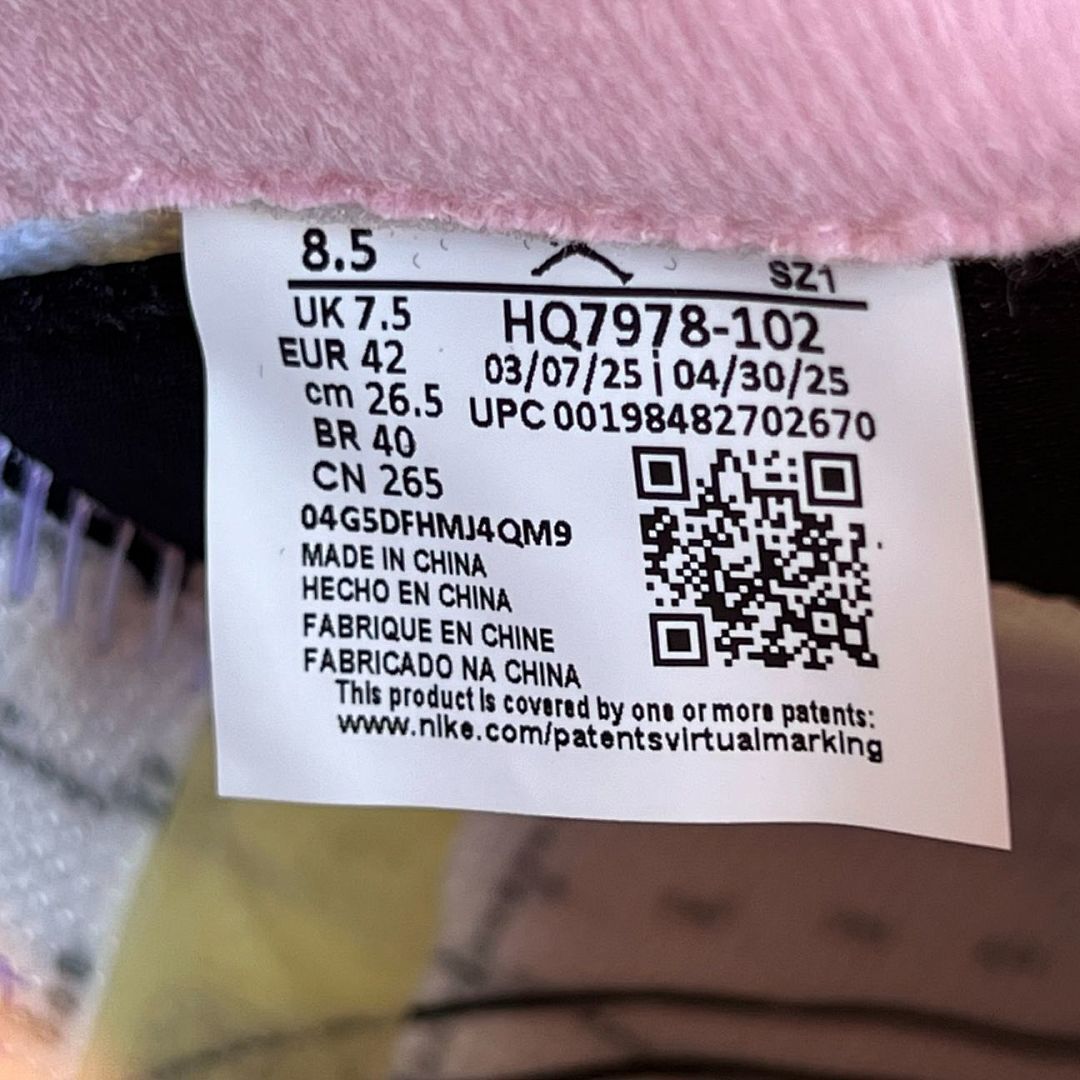 8.5 SZ1
UK 7.5 HQ7978-102
EUR 42 03/07/25 | 04/30/25
cm 26.5 UPC 00198482702670
BR 40
CN 265
04G5DFHMJ4QM9
MADE IN CHINA
HECHO EN CHINA
FABRIQUE EN CHINE
FABRICADO NA CHINA
This product is covered by one or more patents:
www.nike.com/patentsvirtualmarking